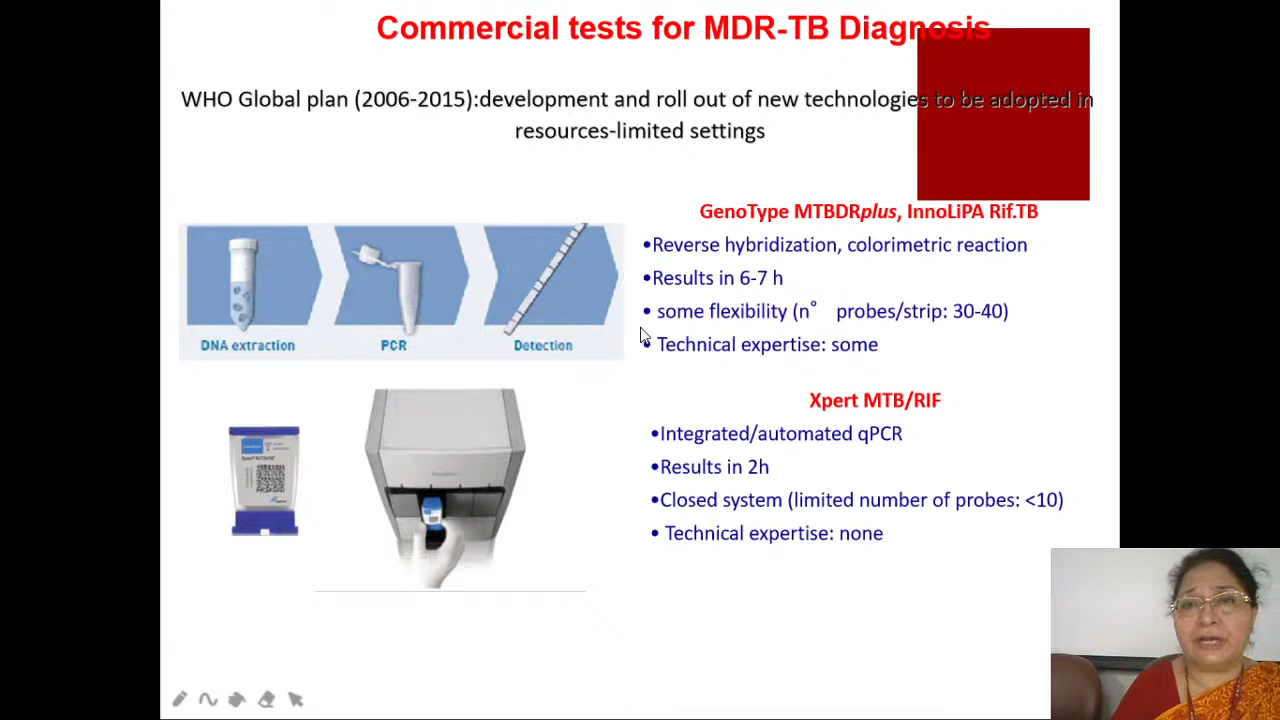 Commercial tests for MDR-TB Diagnosis
WHO Global plan (2006-2015):development and roll out of new technologies to be adopted in
resources-limited settings
GenoType MTBDRplus, InnoLiPA Rif.TB
•Reverse hybridization, colorimetric reaction
•Results in 6-7 h
• some flexibility (n° probes/strip: 30-40)
• Technical expertise: some
DNA extraction
PCR
Detection
Xpert MTB/RIF
•Integrated/automated qPCR
•Results in 2h
•Closed system (limited number of probes: <10)
• Technical expertise: none